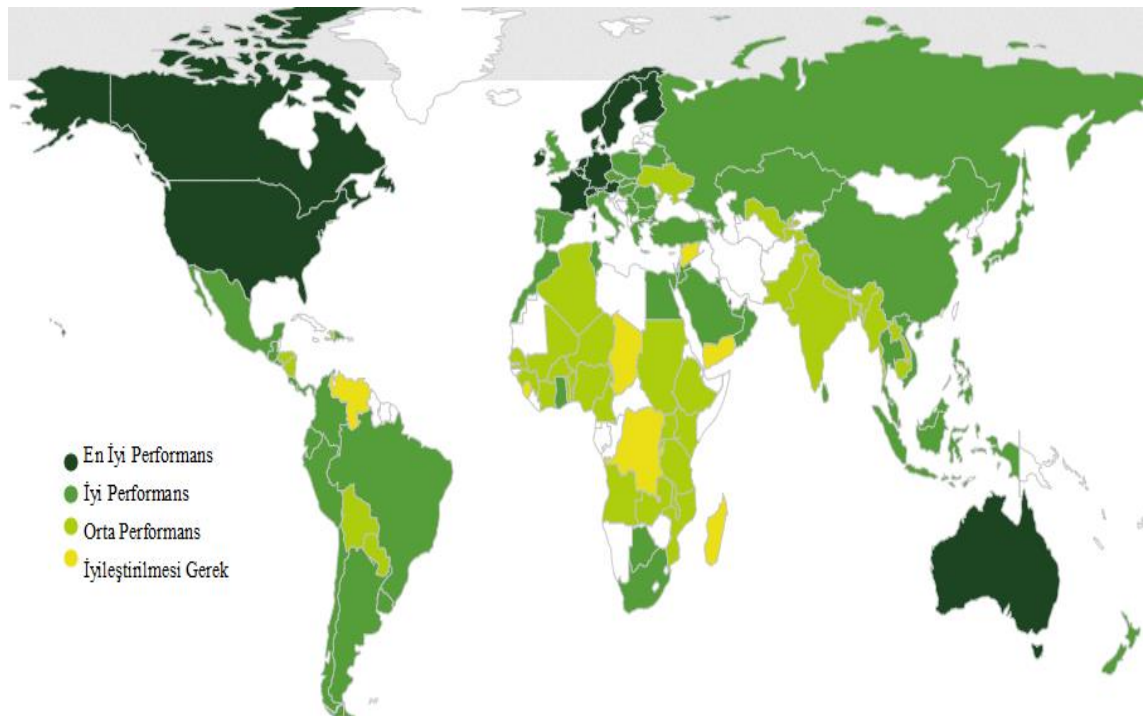 En İyi Performans
İyi Performans
Orta Performans
İyileştirilmesi Gerek